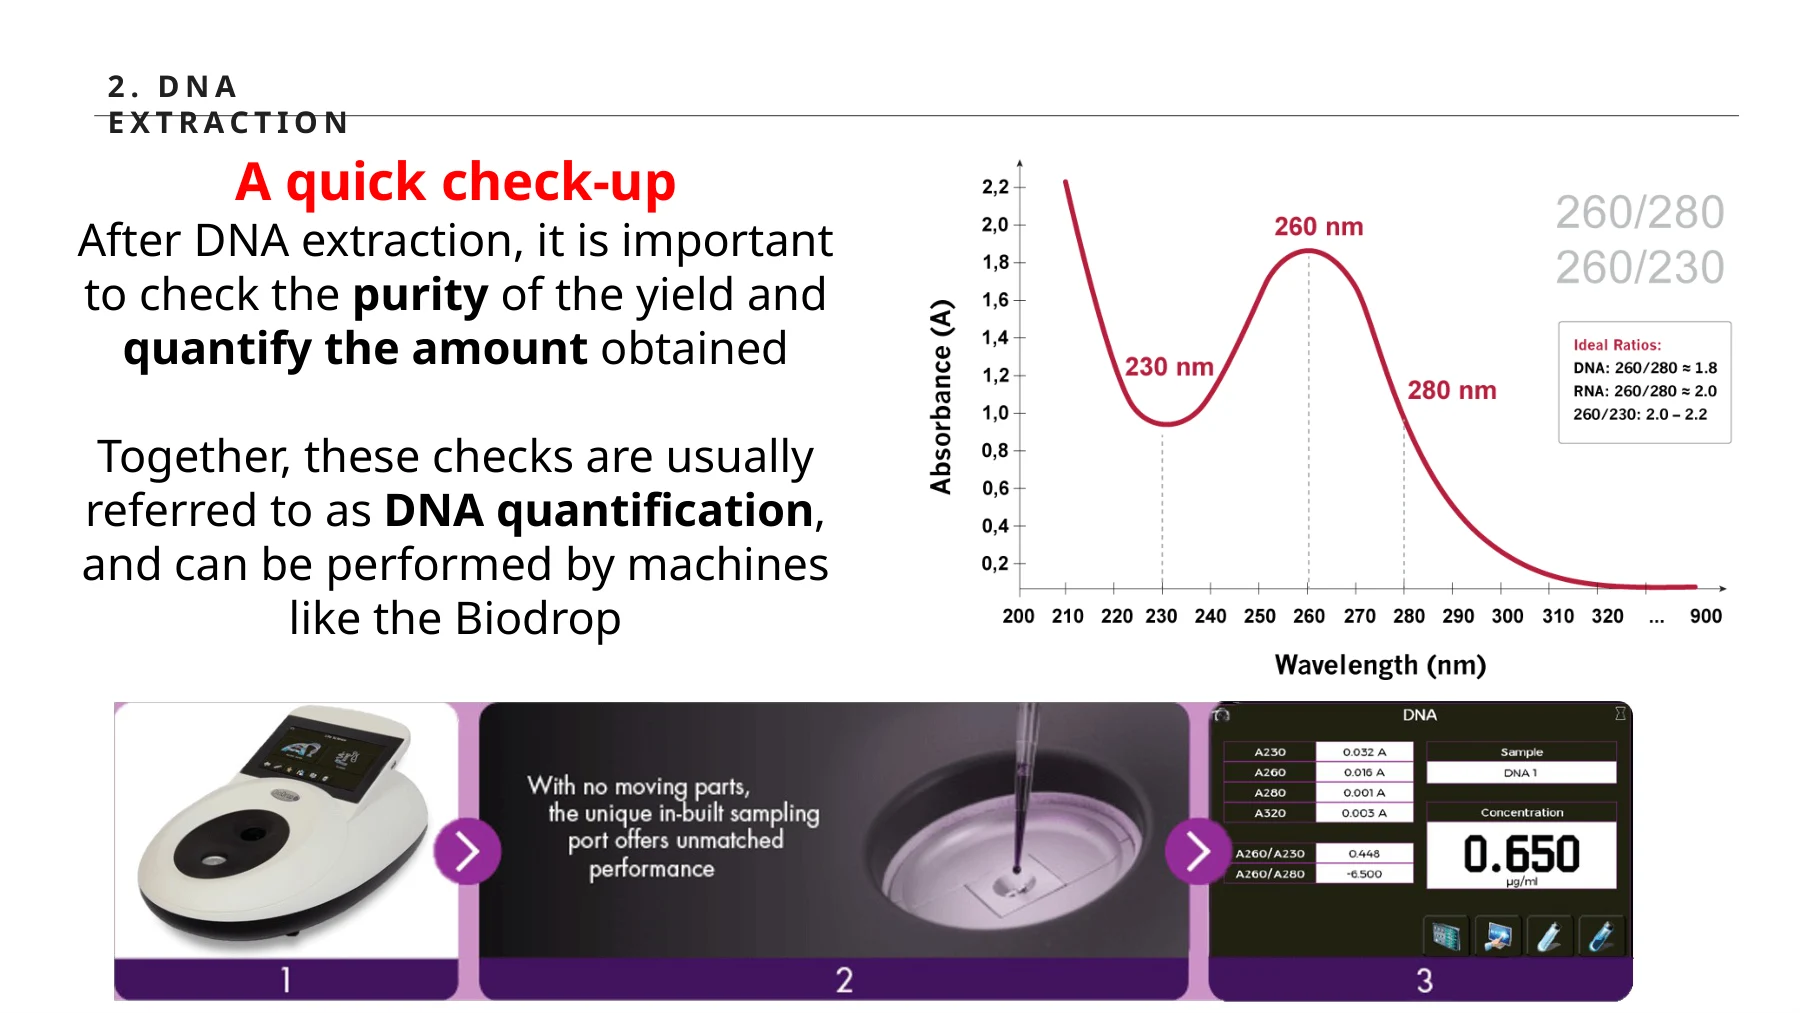 2. DNA
EXTRACTION
A quick check-up
After DNA extraction, it is important
to check the purity of the yield and
quantify the amount obtained
Together, these checks are usually
referred to as DNA quantification,
and can be performed by machines
like the Biodrop
Absorbance (A)
2,2
2,0
1,8
1,6
1,4
1,2
1,0
0,8
0,6
0,4
0,2
260 nm
230 nm
280 nm
260/280
260/230
Ideal Ratios:
DNA: 260/280 ≈ 1.8
RNA: 260/280 ≈ 2.0
260/230: 2.0 – 2.2
200 210 220 230 240 250 260 270 280 290 300 310 320 ... 900
Wavelength (nm)
With no moving parts,
the unique in-built sampling
port offers unmatched
performance
DNA
A230 0.032 A
A260 0.016 A
A280 0.001 A
A320 0.003 A
A260/A230 0.448
A260/A280 -6.500
Sample
DNA 1
Concentration
0.650
µg/ml
1
2
3